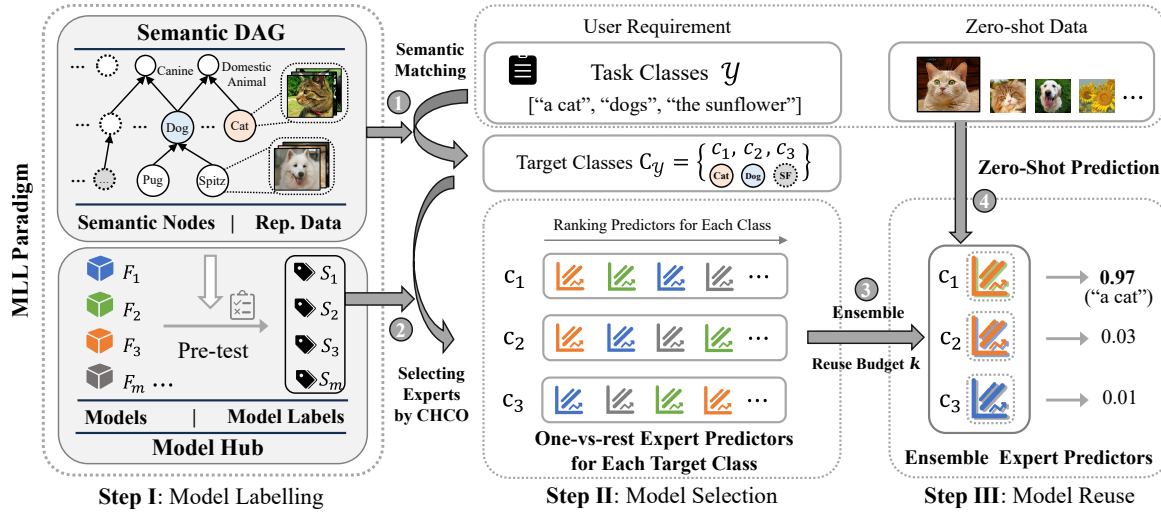 MLL Paradigm
Semantic DAG
... Canine
Domestic
Animal
... ... Dog ... Cat
... Pug Spitz
Semantic Nodes | Rep. Data
F1 S1
F2 S2
F3 S3
Fm ... Sm
Pre-test
Models | Model Labels
Model Hub
Step I: Model Labelling
Semantic
Matching
1
2
Selecting
Experts
by CHCO
User Requirement
Task Classes 𝒴
[“a cat”, “dogs”, “the sunflower”]
Target Classes C𝒴 = { c1, c2, c3 }
Cat Dog SF
Ranking Predictors for Each Class
c1 ...
c2 ...
c3 ...
One-vs-rest Expert Predictors
for Each Target Class
Step II: Model Selection
3
Ensemble
Reuse Budget k
Zero-shot Data
...
Zero-Shot Prediction
4
c1 0.97
(“a cat”)
c2 0.03
c3 0.01
Ensemble Expert Predictors
Step III: Model Reuse